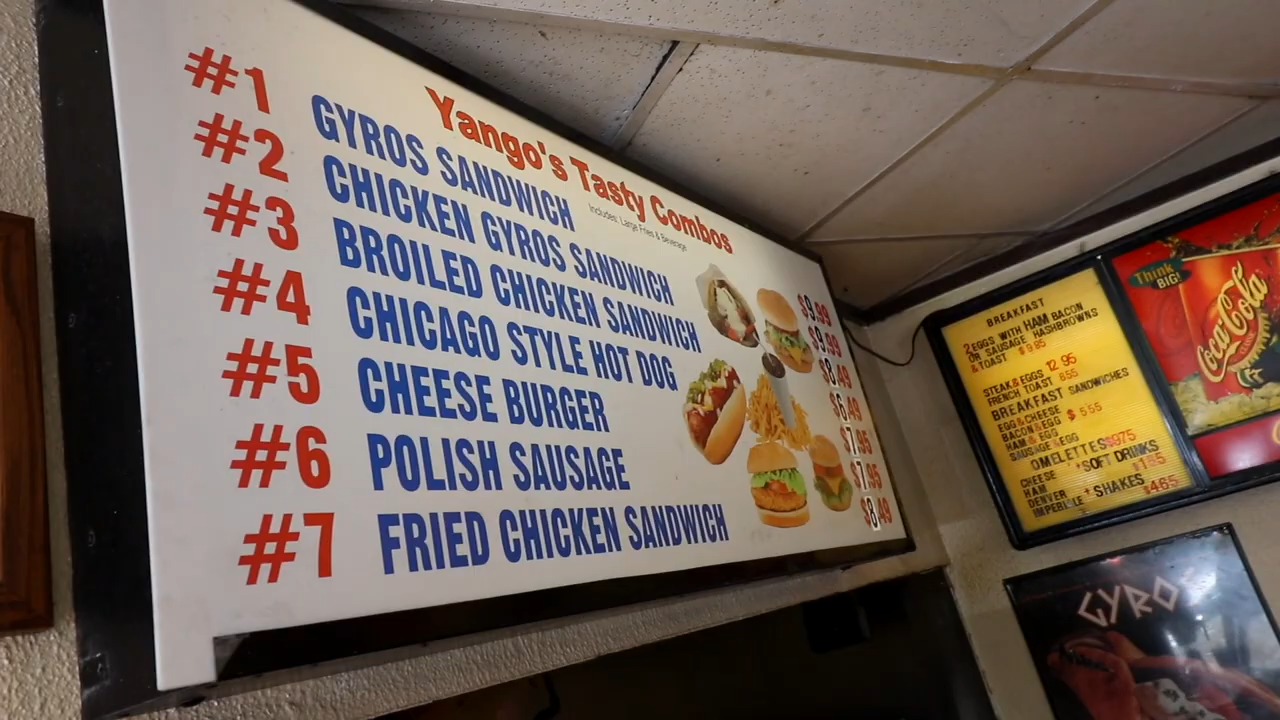 Yango's Tasty Combos
Includes: Large Fries & Beverage
#1 GYROS SANDWICH $9.99
#2 CHICKEN GYROS SANDWICH $9.99
#3 BROILED CHICKEN SANDWICH $8.49
#4 CHICAGO STYLE HOT DOG $6.49
#5 CHEESE BURGER $7.95
#6 POLISH SAUSAGE $7.95
#7 FRIED CHICKEN SANDWICH $8.49
BREAKFAST
2 EGGS WITH HAM BACON
OR SAUSAGE HASHBROWNS
& TOAST $9.95
STEAK & EGGS 12.95
FRENCH TOAST 6.55
BREAKFAST SANDWICHES
EGG & CHEESE
BACON & EGG $5.55
HAM & EGG
SAUSAGE & EGG
OMELETTES $9.75
CHEESE *SOFT DRINKS
HAM $1.85
DENVER *SHAKES $4.65
Think
BIG!
Coca-Cola
GYRO